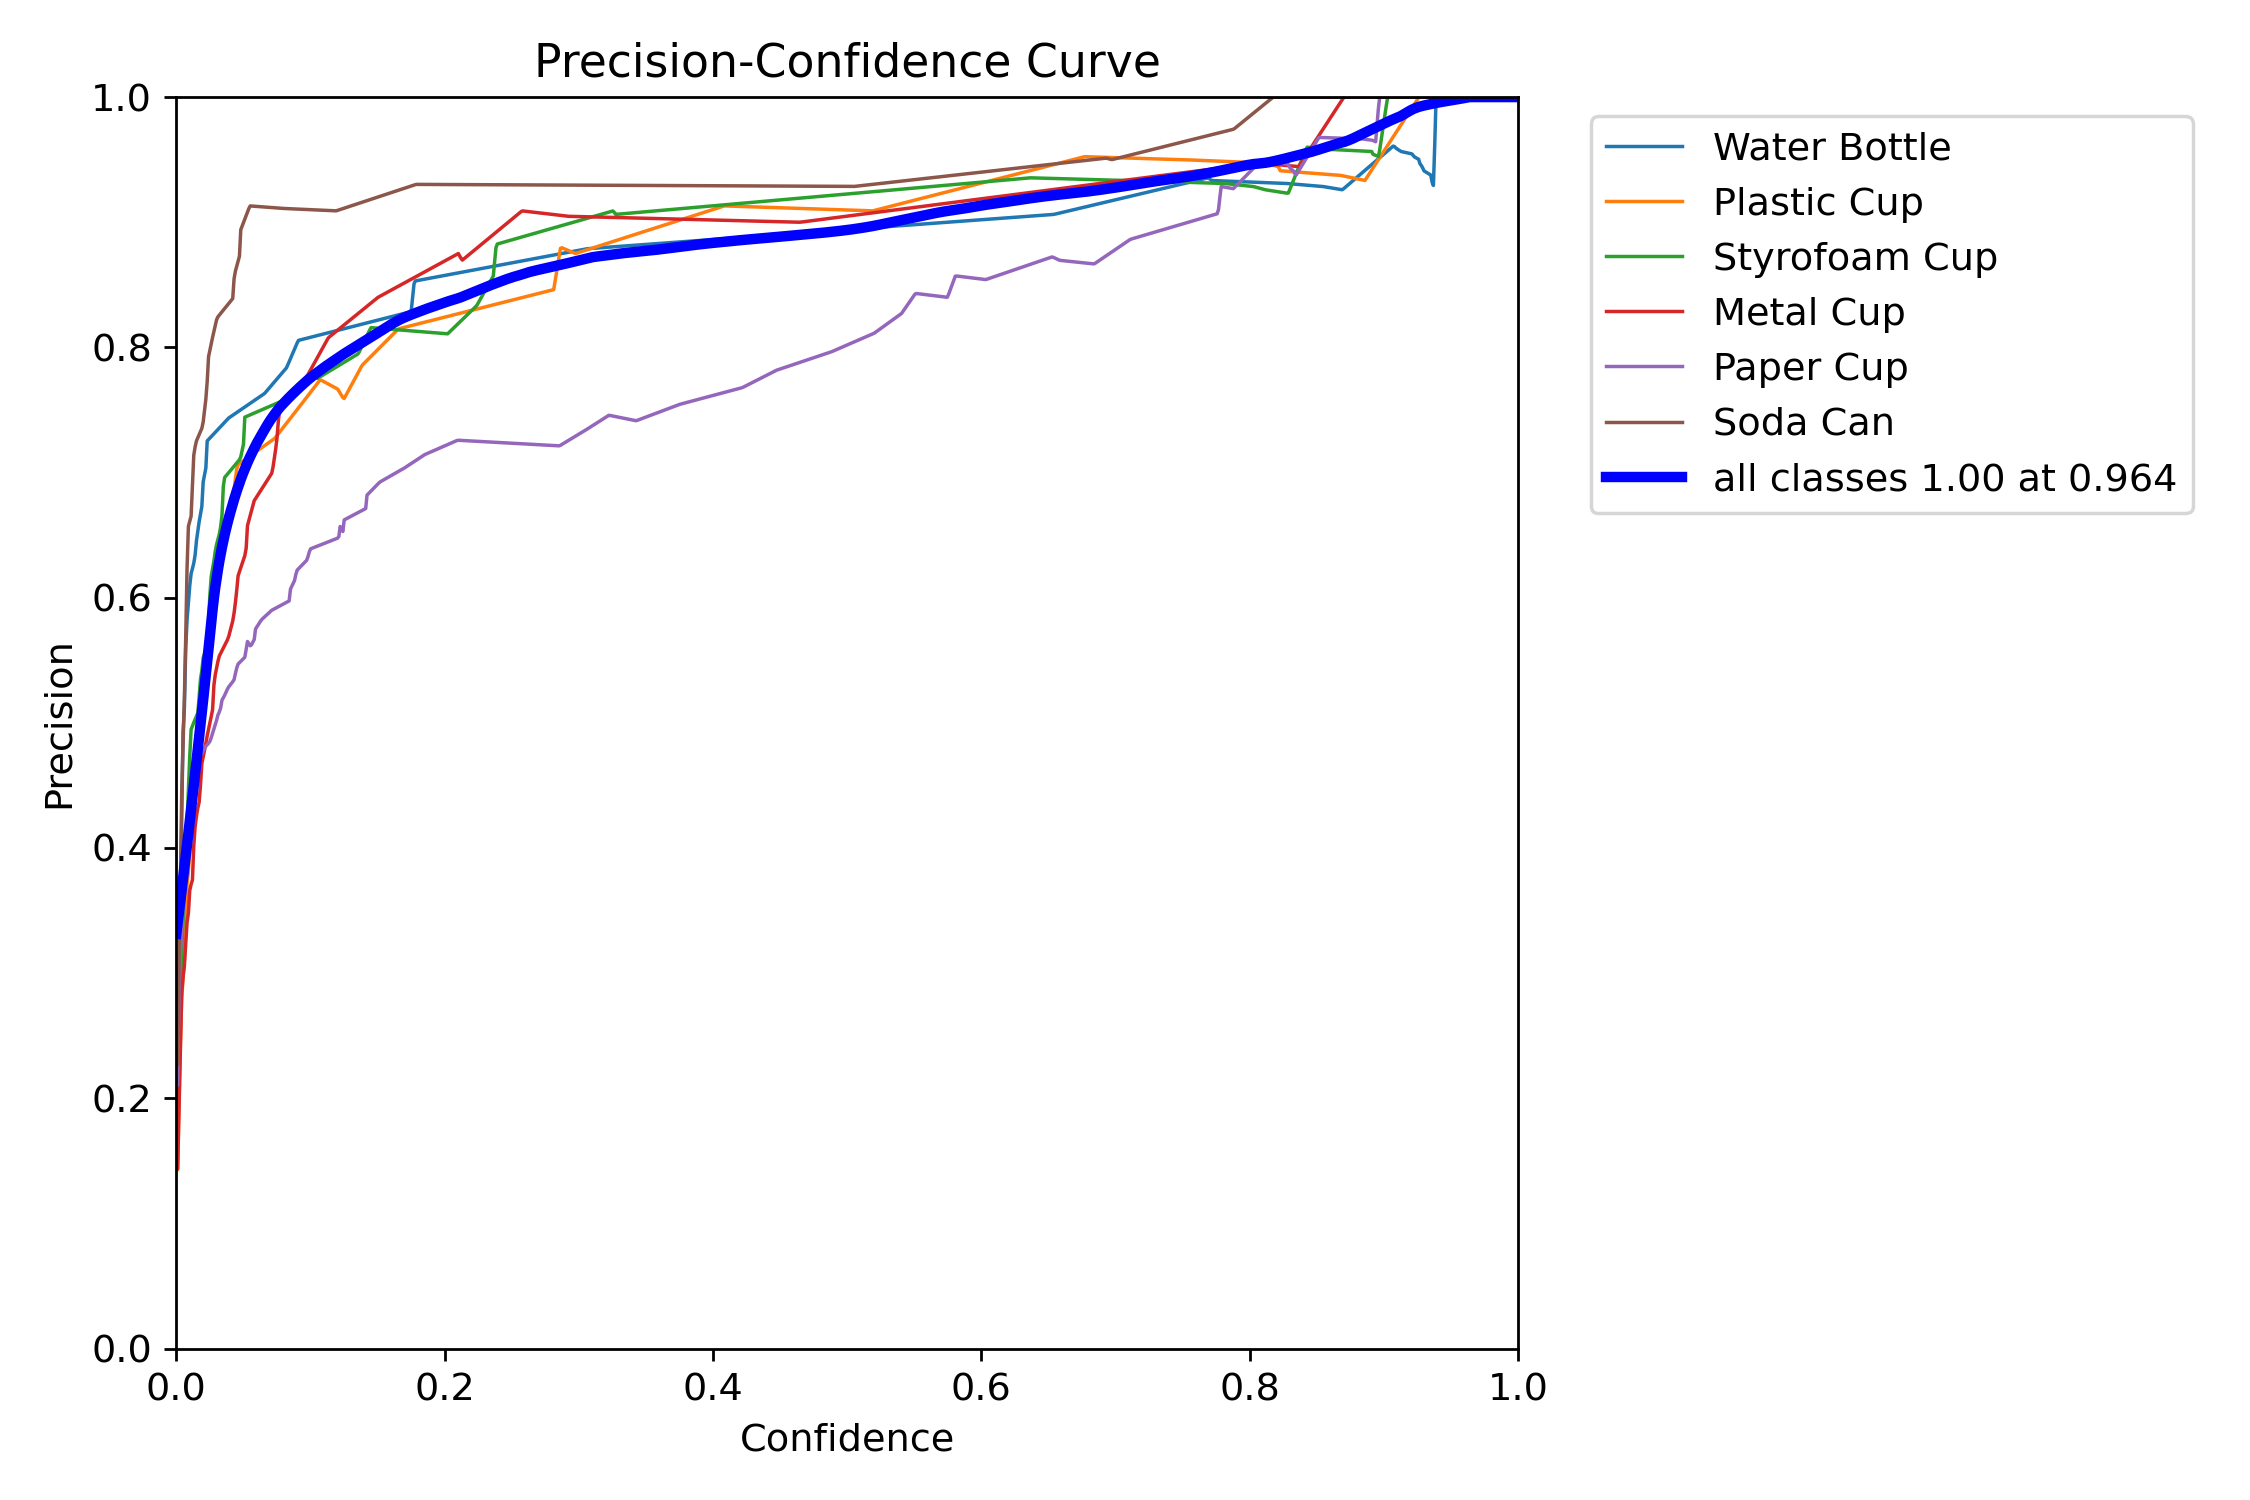 Precision-Confidence Curve
1.0
0.8
0.6
0.4
0.2
0.0
Precision
0.0 0.2 0.4 0.6 0.8 1.0
Confidence
Water Bottle
Plastic Cup
Styrofoam Cup
Metal Cup
Paper Cup
Soda Can
all classes 1.00 at 0.964